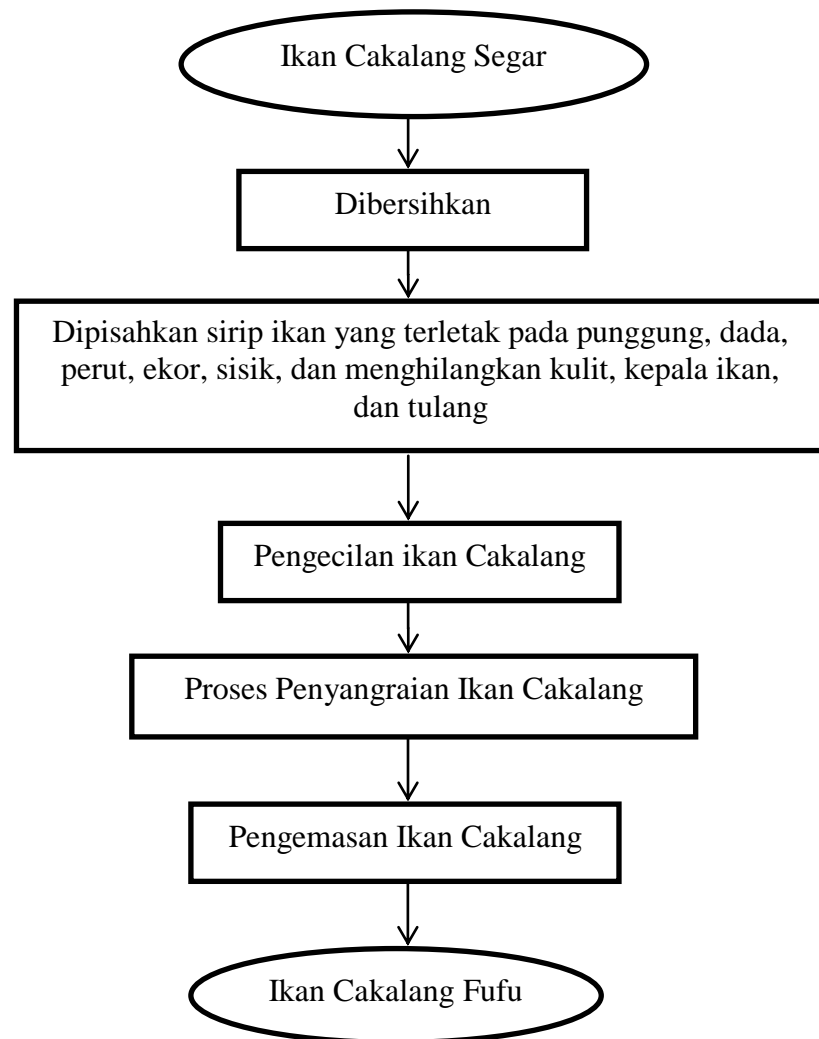 Ikan Cakalang Segar
Dibersihkan
Dipisahkan sirip ikan yang terletak pada punggung, dada,
perut, ekor, sisik, dan menghilangkan kulit, kepala ikan,
dan tulang
Pengecilan ikan Cakalang
Proses Penyangraian Ikan Cakalang
Pengemasan Ikan Cakalang
Ikan Cakalang Fufu